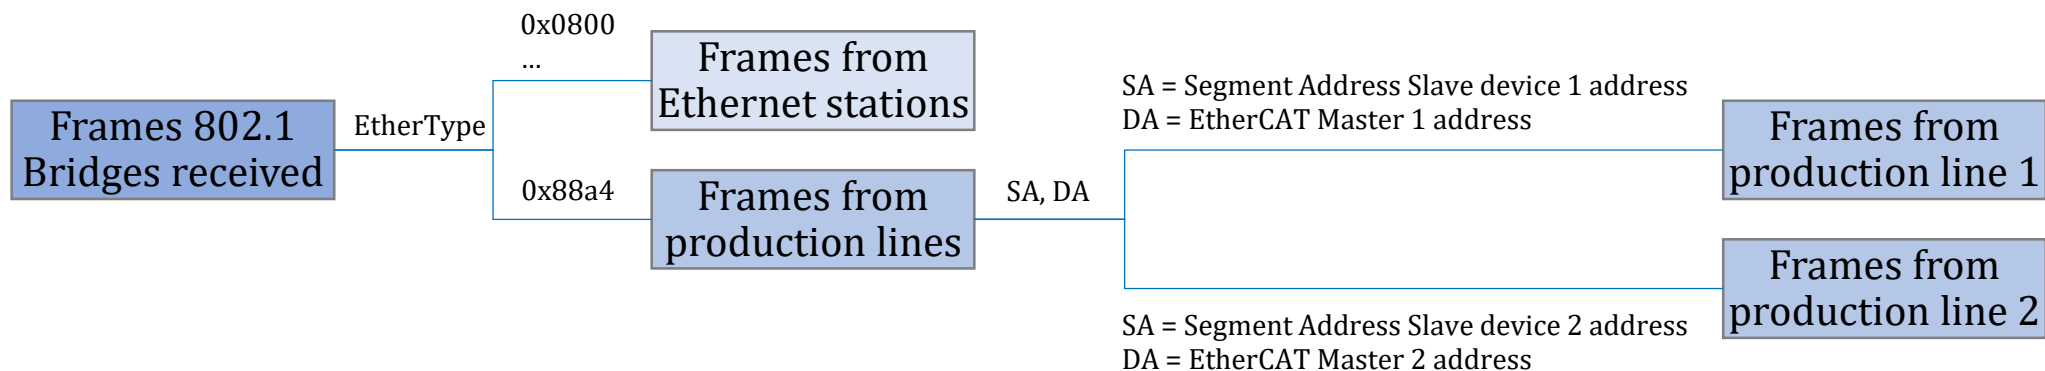 Frames 802.1
Bridges received
EtherType
0x0800
...
Frames from
Ethernet stations
0x88a4
Frames from
production lines
SA, DA
SA = Segment Address Slave device 1 address
DA = EtherCAT Master 1 address
Frames from
production line 1
SA = Segment Address Slave device 2 address
DA = EtherCAT Master 2 address
Frames from
production line 2